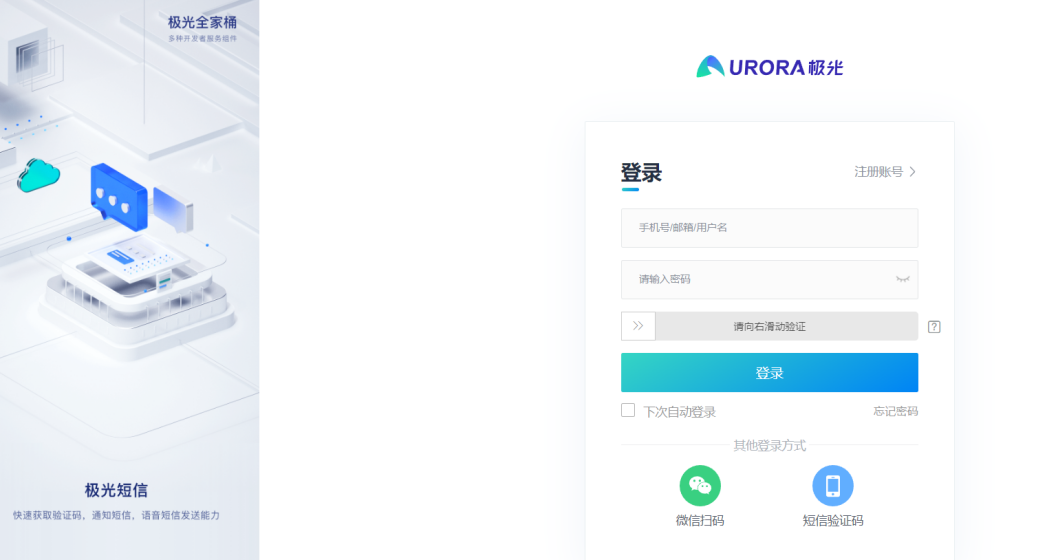 极光全家桶
多种开发者服务组件
极光短信
快速获取验证码，通知短信，语音短信发送能力
URORA极光
登录
注册账号
手机号/邮箱/用户名
请输入密码
请向右滑动验证
?
登录
下次自动登录
忘记密码
其他登录方式
微信扫码
短信验证码